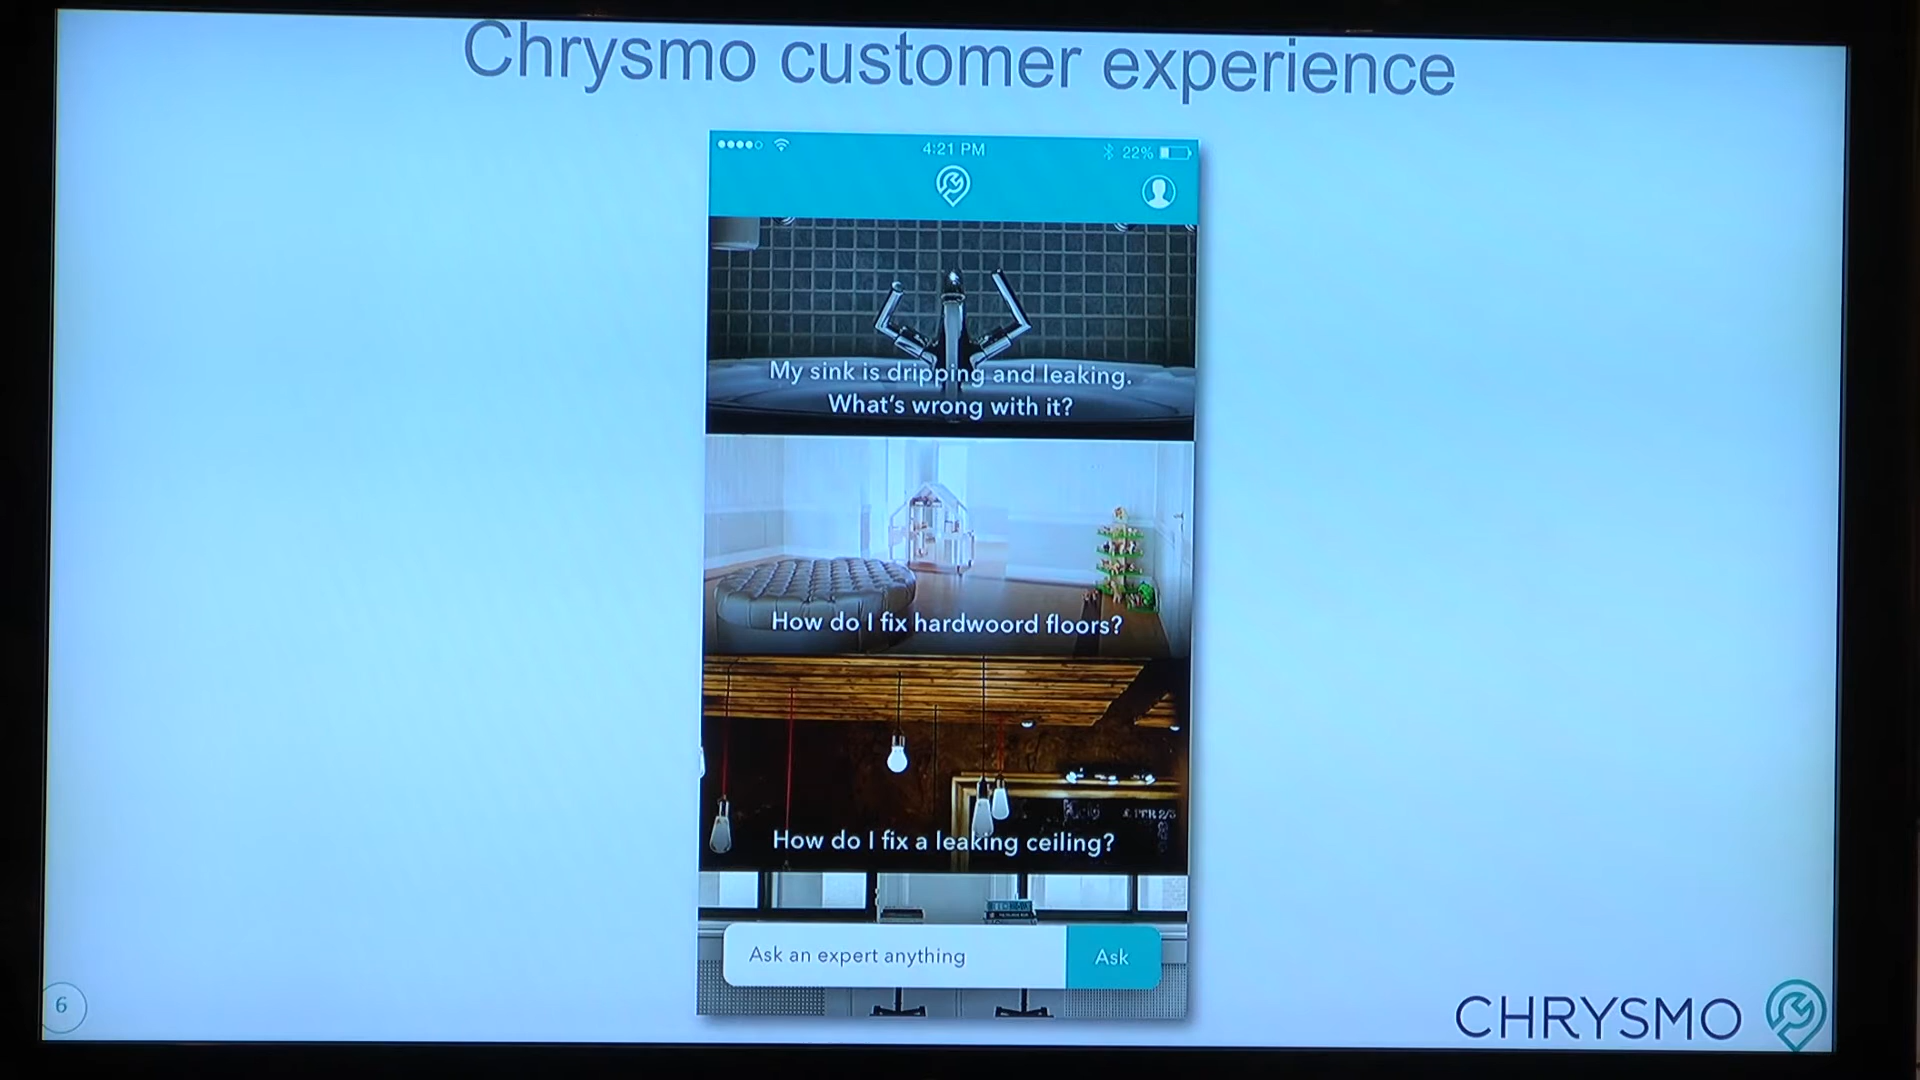 Chrysmo customer experience
4:21 PM
22%
My sink is dripping and leaking.
What's wrong with it?
How do I fix hardwoord floors?
How do I fix a leaking ceiling?
Ask an expert anything
Ask
6
CHRYSMO